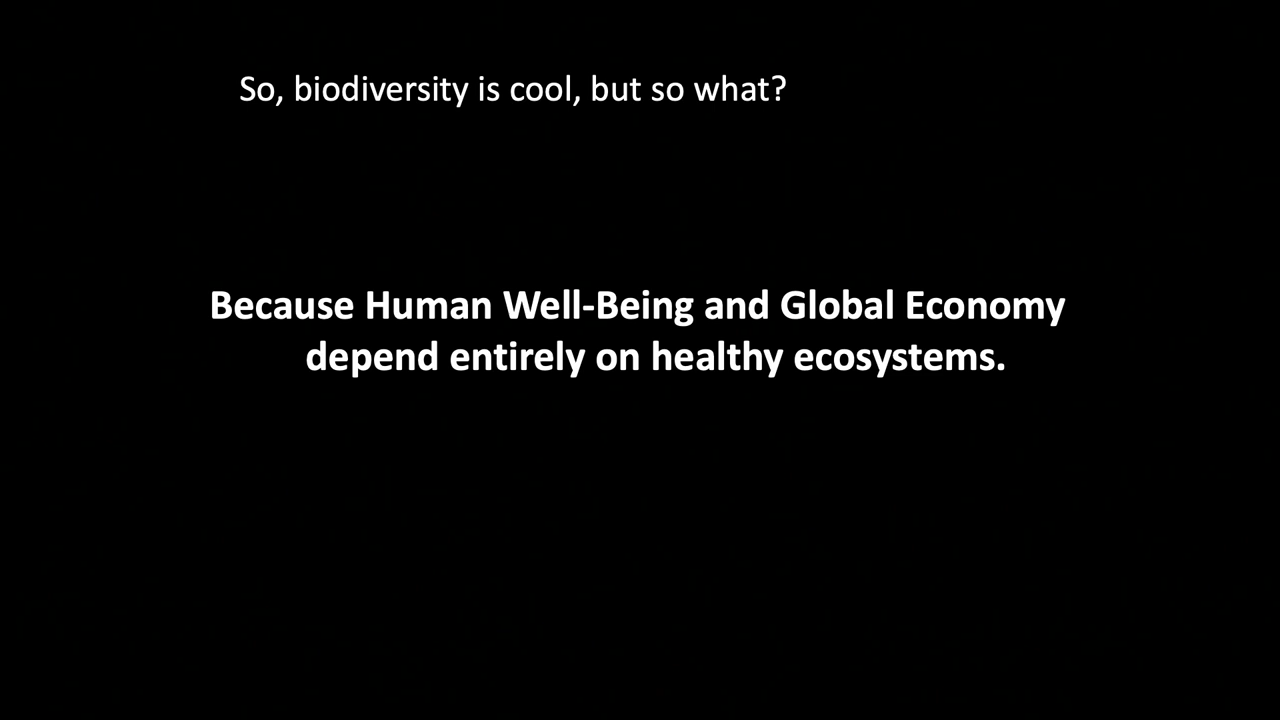 So, biodiversity is cool, but so what?
Because Human Well-Being and Global Economy
depend entirely on healthy ecosystems.